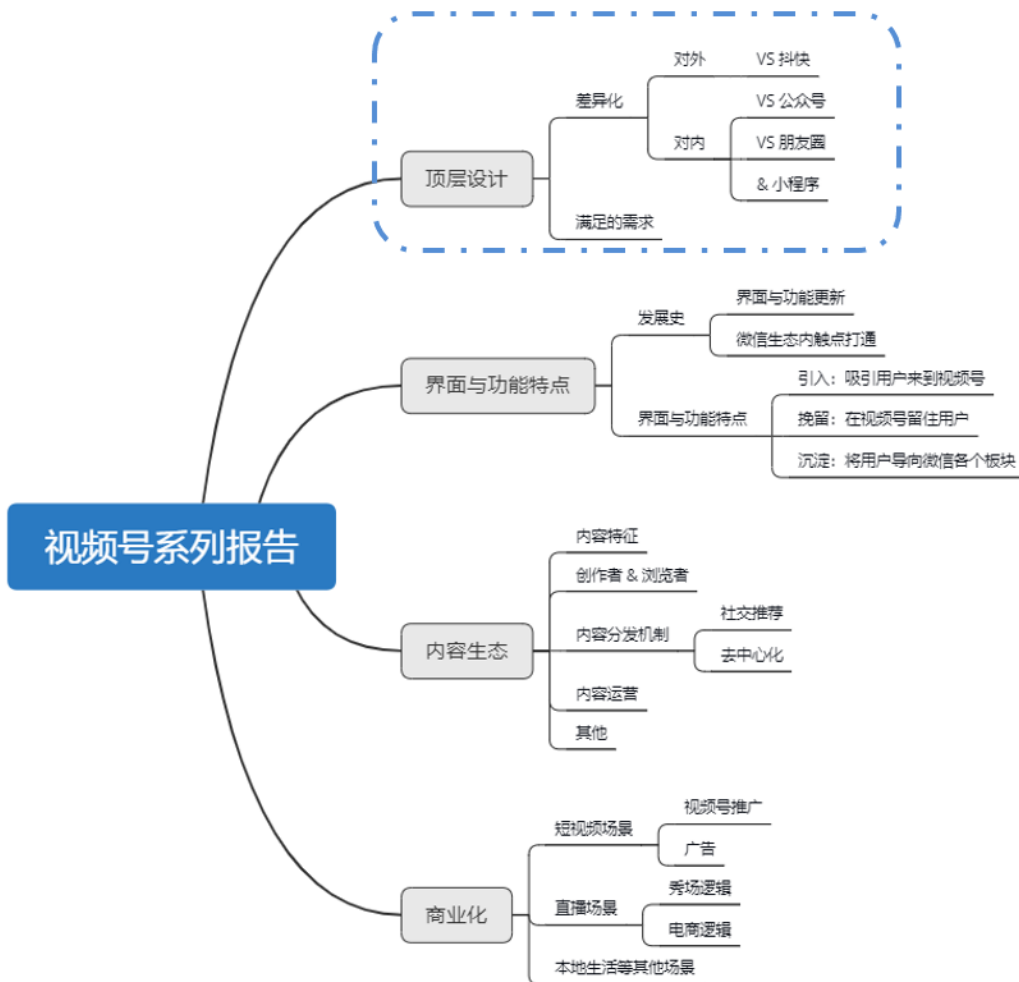 视频号系列报告
顶层设计
差异化
对外
VS 抖快
对内
VS 公众号
VS 朋友圈
& 小程序
满足的需求
界面与功能特点
发展史
界面与功能更新
微信生态内触点打通
界面与功能特点
引入：吸引用户来到视频号
挽留：在视频号留住用户
沉淀：将用户导向微信各个板块
内容生态
内容特征
创作者 & 浏览者
内容分发机制
社交推荐
去中心化
内容运营
其他
商业化
短视频场景
视频号推广
广告
直播场景
秀场逻辑
电商逻辑
本地生活等其他场景